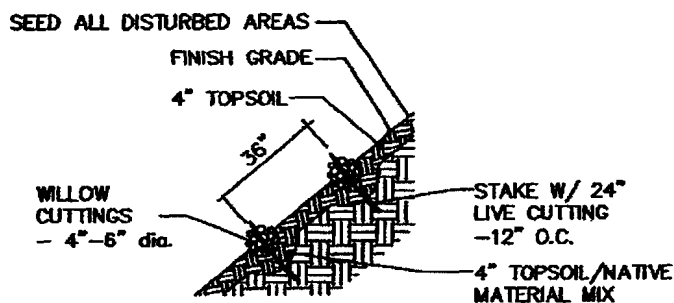 SEED ALL DISTURBED AREAS
FINISH GRADE
4" TOPSOIL
36"
WILLOW
CUTTINGS
- 4"-6" dia.
STAKE W/ 24"
LIVE CUTTING
-12" O.C.
4" TOPSOIL/NATIVE
MATERIAL MIX